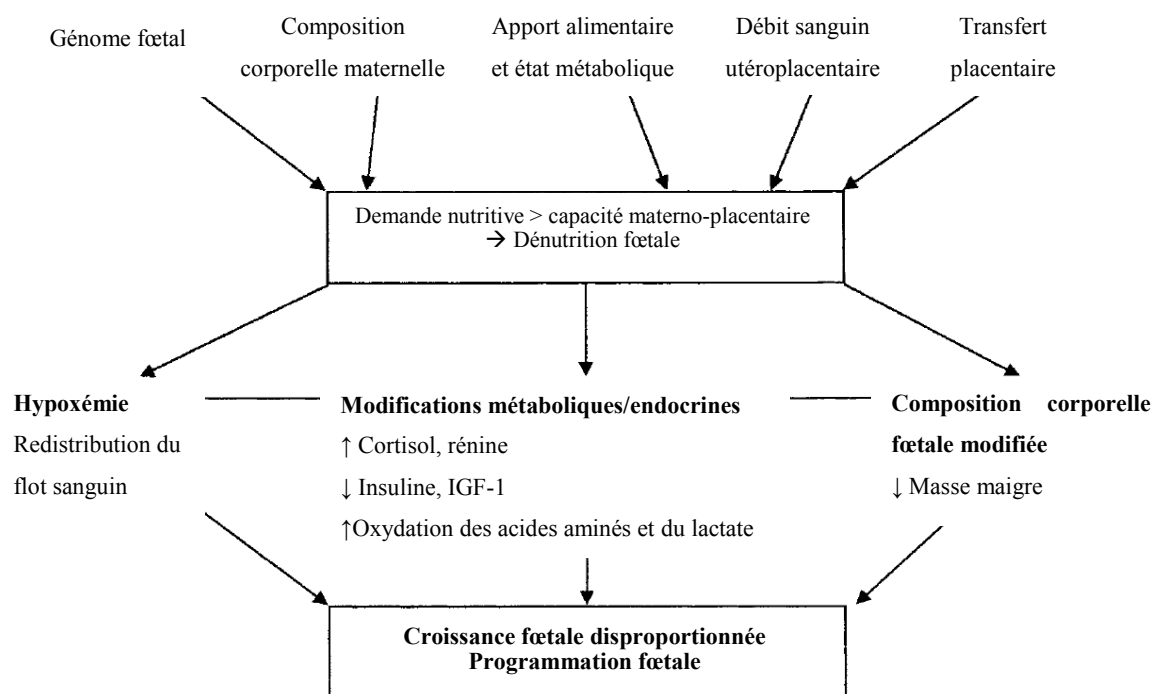 Génome fœtal
Composition
corporelle maternelle
Apport alimentaire
et état métabolique
Débit sanguin
utéroplacentaire
Transfert
placentaire
Demande nutritive > capacité materno-placentaire
→ Dénutrition fœtale
Hypoxémie
Redistribution du
flot sanguin
Modifications métaboliques/endocrines
↑ Cortisol, rénine
↓ Insuline, IGF-1
↑Oxydation des acides aminés et du lactate
Composition corporelle
fœtale modifiée
↓ Masse maigre
Croissance fœtale disproportionnée
Programmation fœtale